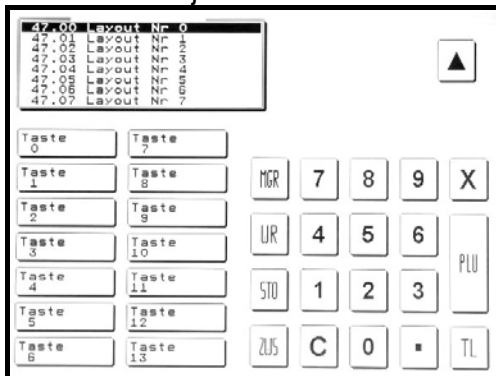 47.00 Layout Nr 0
47.01 Layout Nr 1
47.02 Layout Nr 2
47.03 Layout Nr 3
47.04 Layout Nr 4
47.05 Layout Nr 5
47.06 Layout Nr 6
47.07 Layout Nr 7
Taste 0 Taste 7
Taste 1 Taste 8
Taste 2 Taste 9
Taste 3 Taste 10
Taste 4 Taste 11
Taste 5 Taste 12
Taste 6 Taste 13
MGR 7 8 9 X
UR 4 5 6 PLU
STO 1 2 3
ZWS C 0 . TL